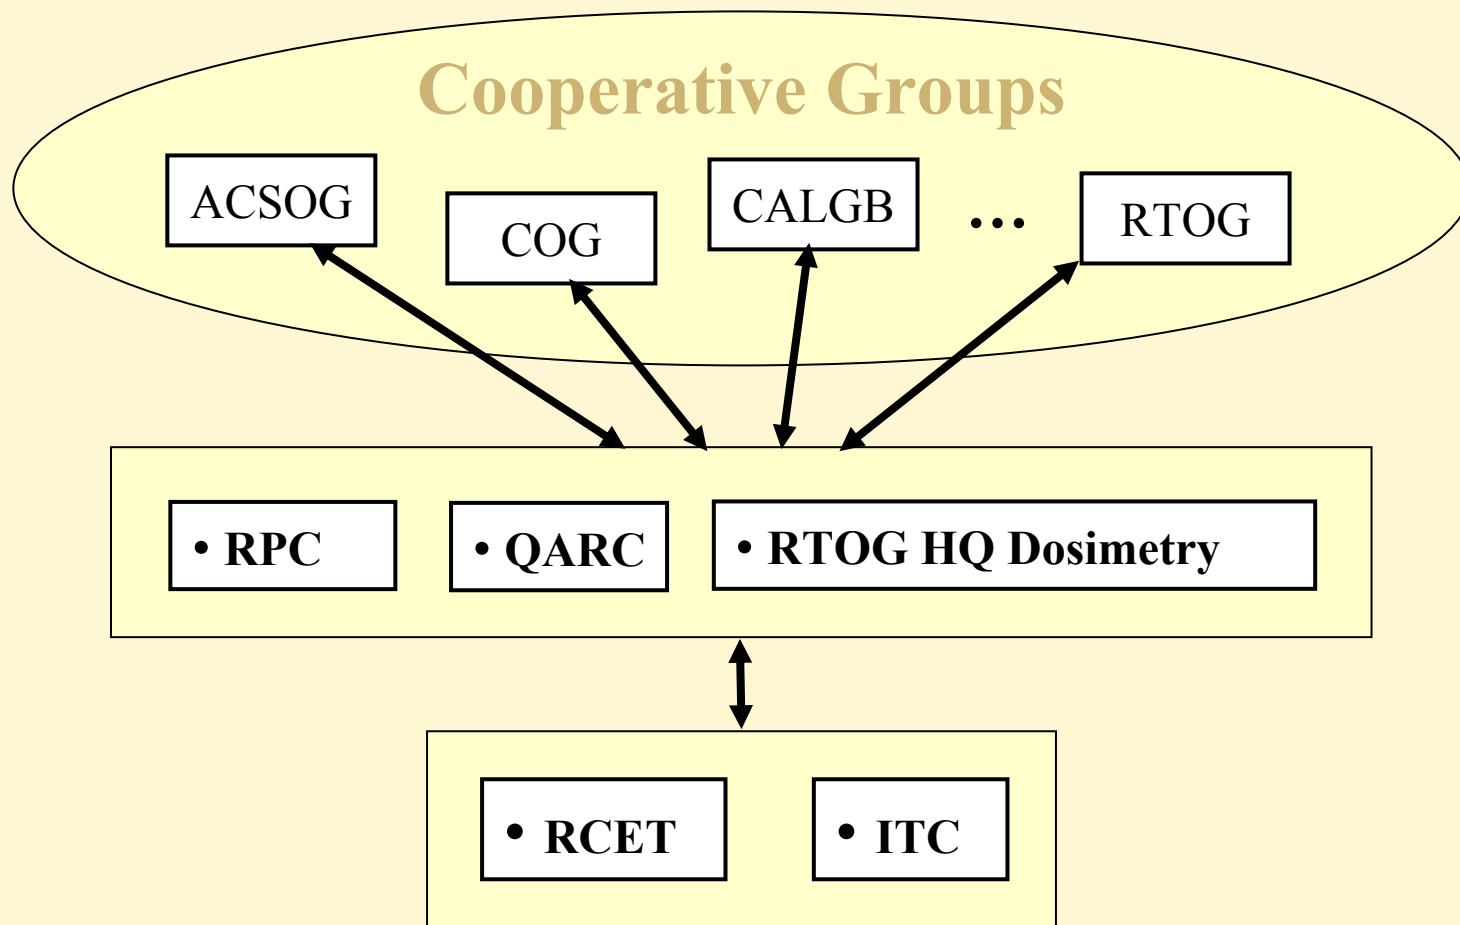 Cooperative Groups
ACSOG
COG
CALGB
...
RTOG
• RPC
• QARC
• RTOG HQ Dosimetry
• RCET
• ITC